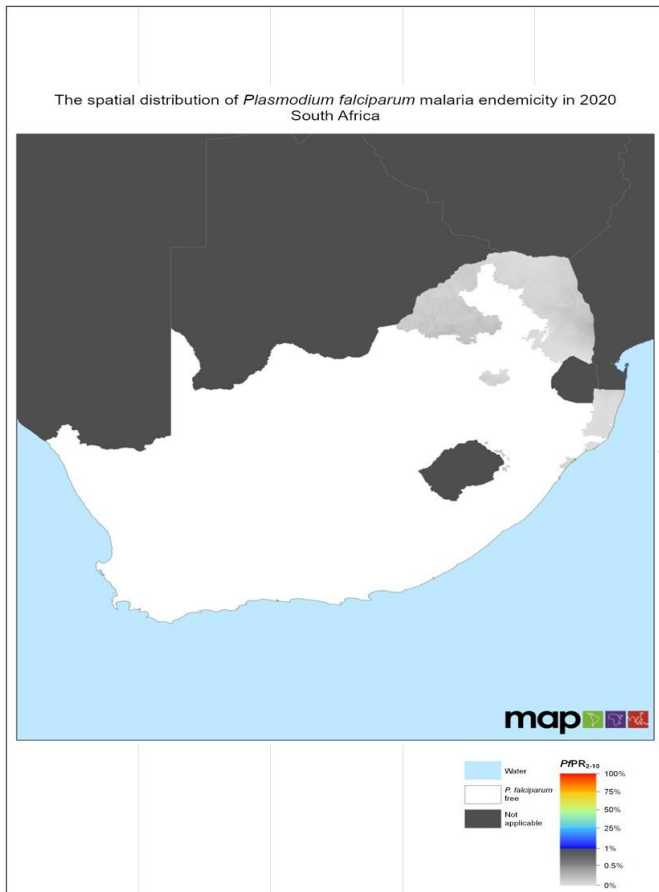 The spatial distribution of Plasmodium falciparum malaria endemicity in 2020
South Africa
map
Water
P. falciparum
free
Not
applicable
PfPR2-10
100%
75%
50%
25%
1%
0.5%
0%